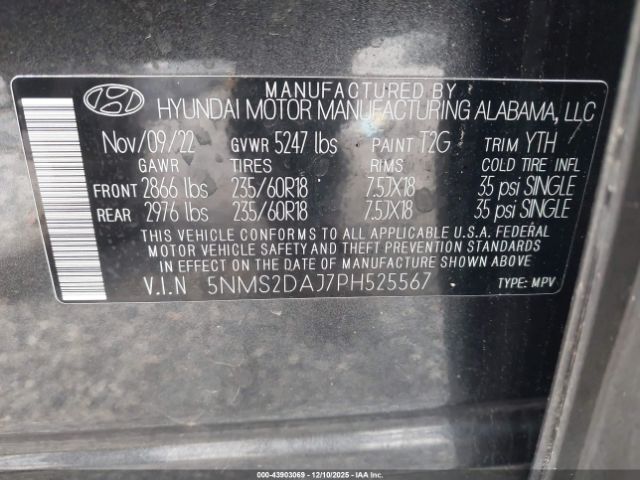 MANUFACTURED BY
HYUNDAI MOTOR MANUFACTURING ALABAMA, LLC
Nov/09/22 GVWR 5247 lbs PAINT T2G TRIM YTH
GAWR TIRES RIMS COLD TIRE INFL
FRONT 2866 lbs 235/60R18 7.5JX18 35 psi SINGLE
REAR 2976 lbs 235/60R18 7.5JX18 35 psi SINGLE
THIS VEHICLE CONFORMS TO ALL APPLICABLE U.S.A. FEDERAL
MOTOR VEHICLE SAFETY AND THEFT PREVENTION STANDARDS
IN EFFECT ON THE DATE OF MANUFACTURE SHOWN ABOVE.
V.I.N 5NMS2DAJ7PH525567 TYPE: MPV
000-43903069 - 12/10/2025 - COPYRIGHT IAA, LLC.